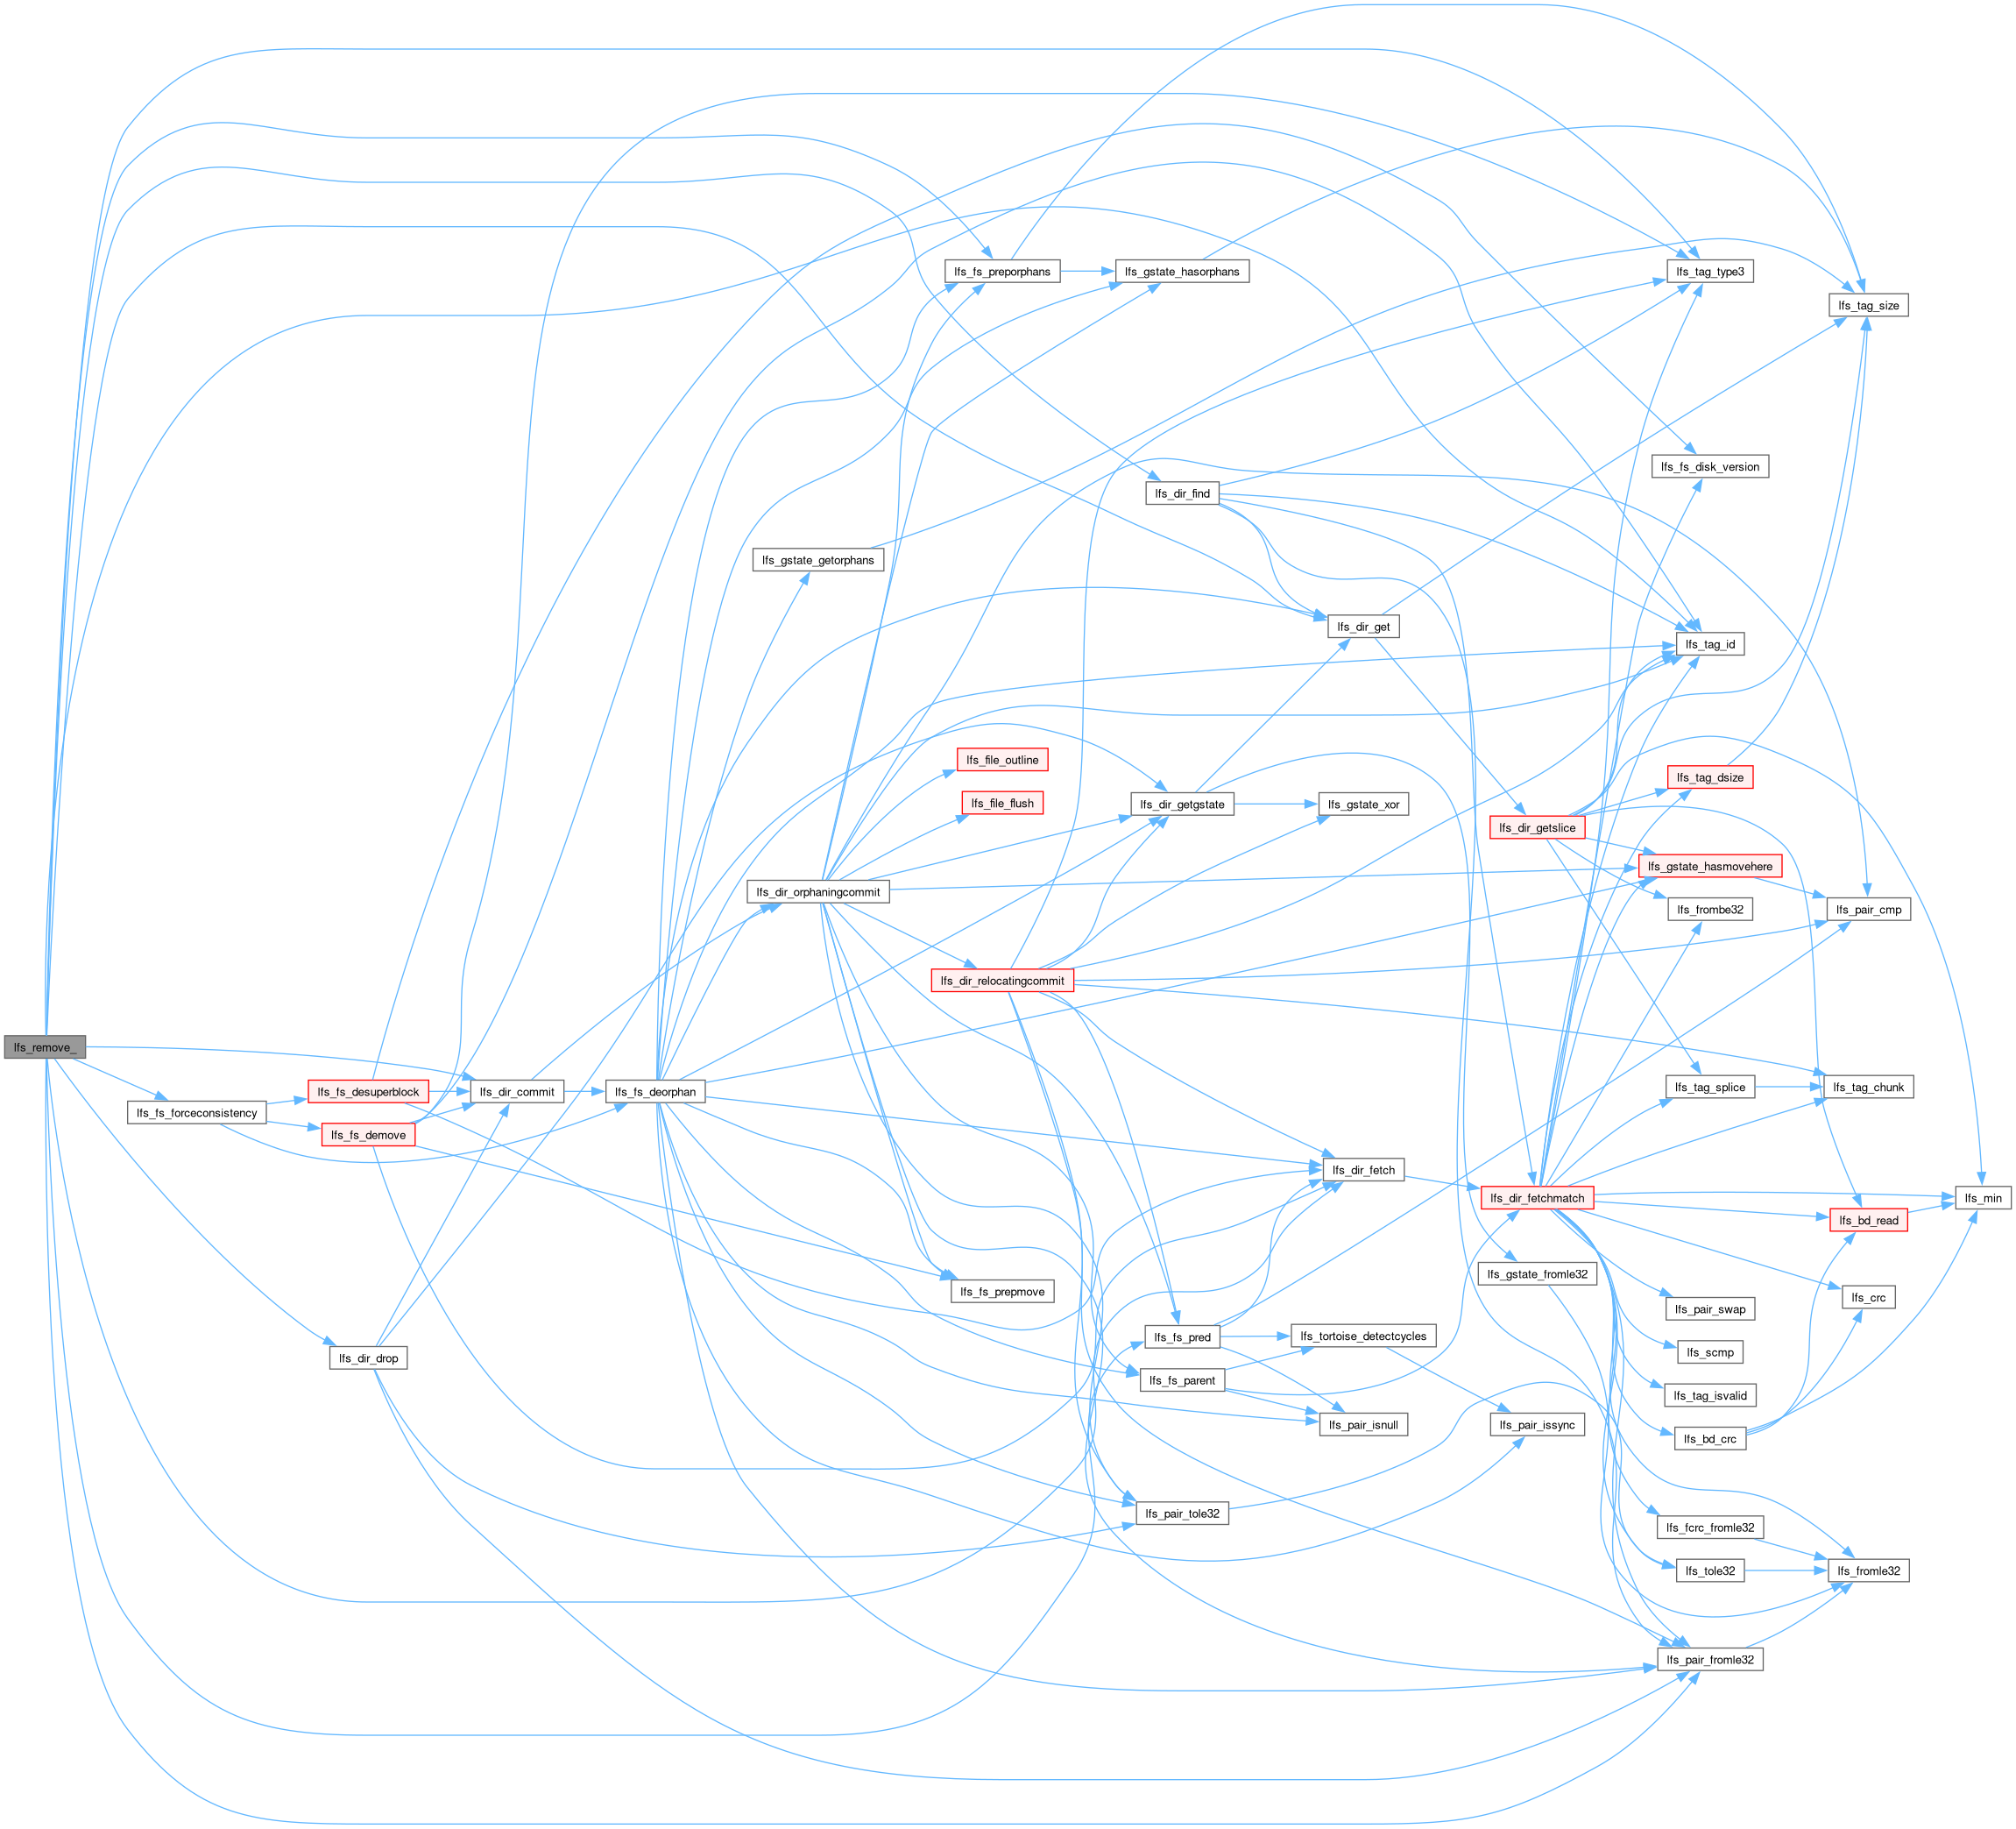 lfs_remove_
lfs_fs_forceconsistency
lfs_fs_desuperblock
lfs_fs_demove
lfs_dir_drop
lfs_dir_commit
lfs_fs_deorphan
lfs_gstate_getorphans
lfs_dir_orphaningcommit
lfs_fs_preporphans
lfs_file_outline
lfs_file_flush
lfs_dir_relocatingcommit
lfs_fs_prepmove
lfs_gstate_hasorphans
lfs_dir_find
lfs_dir_getgstate
lfs_fs_pred
lfs_fs_parent
lfs_pair_tole32
lfs_dir_get
lfs_gstate_xor
lfs_dir_fetch
lfs_tortoise_detectcycles
lfs_pair_isnull
lfs_dir_getslice
lfs_dir_fetchmatch
lfs_gstate_fromle32
lfs_pair_issync
lfs_tag_type3
lfs_fs_disk_version
lfs_tag_id
lfs_tag_dsize
lfs_gstate_hasmovehere
lfs_frombe32
lfs_tag_splice
lfs_pair_swap
lfs_scmp
lfs_tag_isvalid
lfs_bd_crc
lfs_fcrc_fromle32
lfs_tole32
lfs_pair_fromle32
lfs_tag_size
lfs_pair_cmp
lfs_tag_chunk
lfs_bd_read
lfs_crc
lfs_fromle32
lfs_min